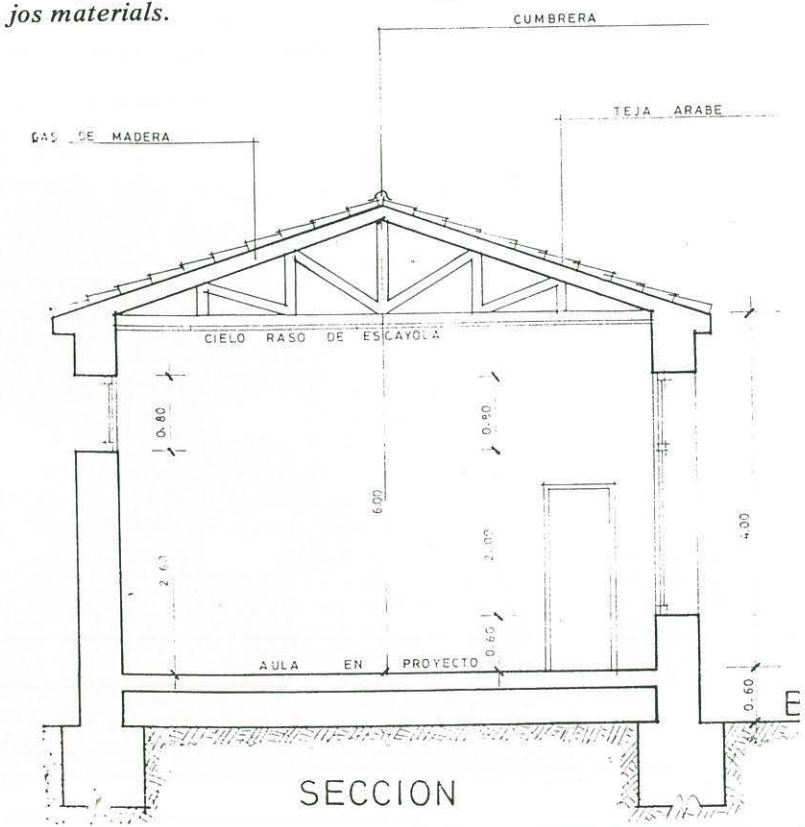 jos materials.
CUMBRERA
TEJA ARABE
DE MADERA
CIELO RASO DE ESCAYOLA
0.80
0.80
6.00
4.00
2.60
2.00
0.60
AULA EN PROYECTO
0.60
SECCION